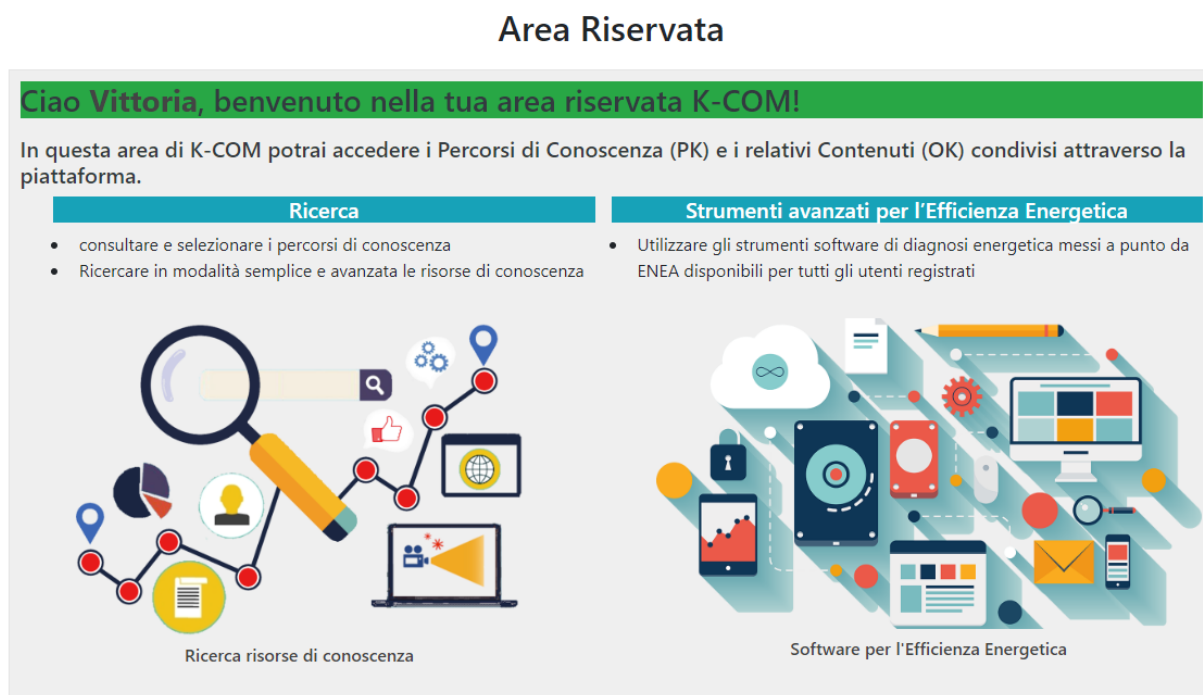 Area Riservata
Ciao Vittoria, benvenuto nella tua area riservata K-COM!
In questa area di K-COM potrai accedere i Percorsi di Conoscenza (PK) e i relativi Contenuti (OK) condivisi attraverso la
piattaforma.
Ricerca
consultare e selezionare i percorsi di conoscenza
Ricercare in modalità semplice e avanzata le risorse di conoscenza
Strumenti avanzati per l’Efficienza Energetica
Utilizzare gli strumenti software di diagnosi energetica messi a punto da
ENEA disponibili per tutti gli utenti registrati
Ricerca risorse di conoscenza
Software per l'Efficienza Energetica